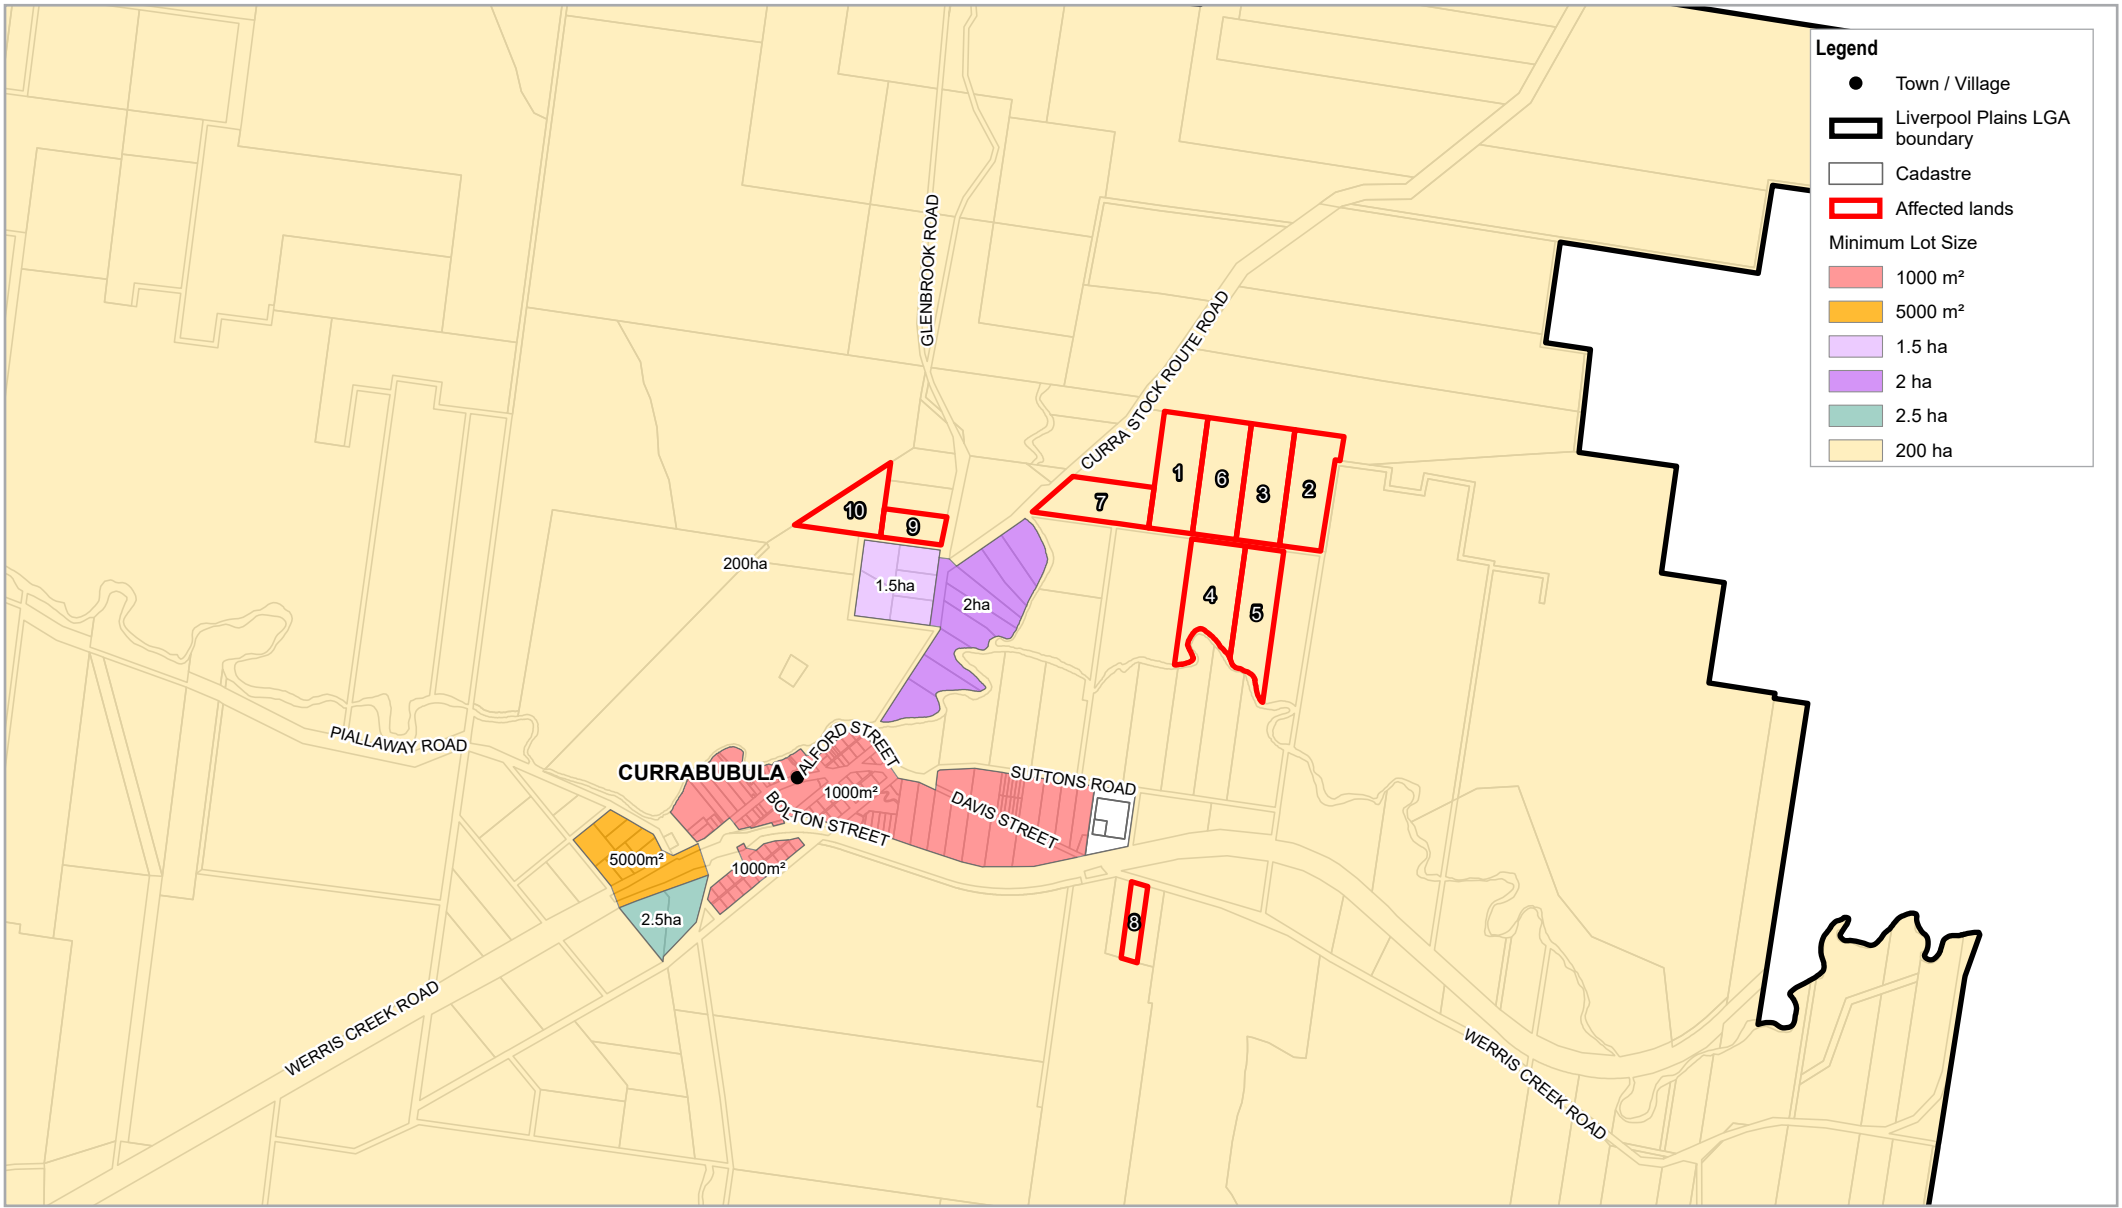 Legend
Town / Village
Liverpool Plains LGA
boundary
Cadastre
Affected lands
Minimum Lot Size
1000 m²
5000 m²
1.5 ha
2 ha
2.5 ha
200 ha
GLENBROOK ROAD
CURRA STOCK ROUTE ROAD
1
6
3
2
7
10
9
200ha
1.5ha
2ha
4
5
PIALLAWAY ROAD
ALFORD STREET
CURRABUBULA
SUTTONS ROAD
1000m²
BOLTON STREET
DAVIS STREET
5000m²
1000m²
2.5ha
8
WERRIS CREEK ROAD
WERRIS CREEK ROAD